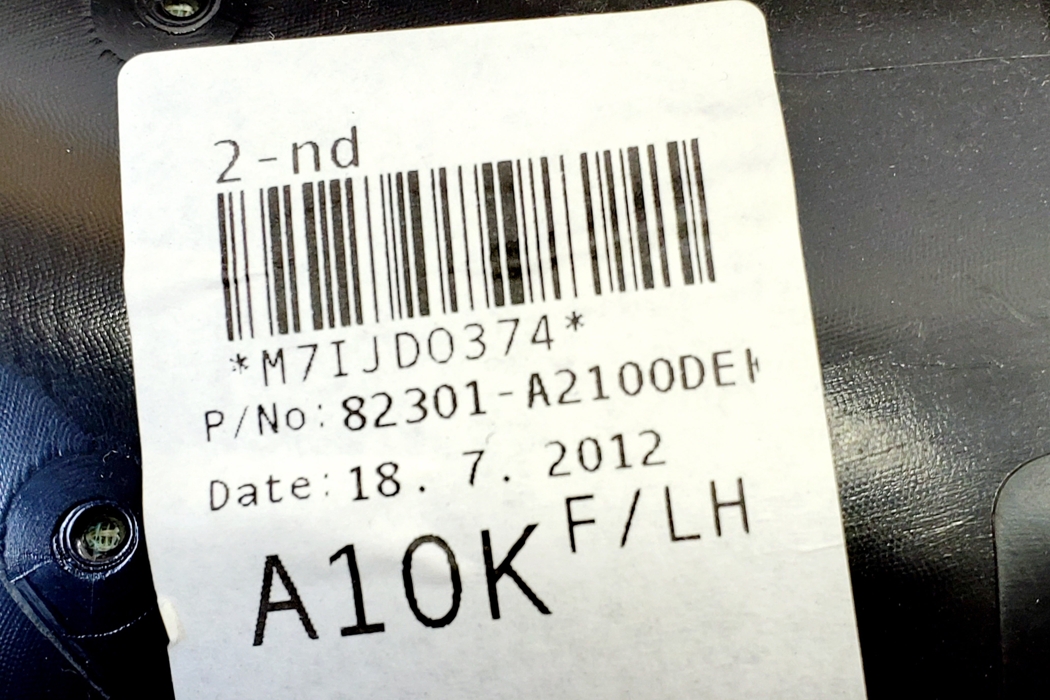 2-nd
*M7IJD0374*
P/No: 82301-A2100DE
Date: 18. 7. 2012
A10K F/LH